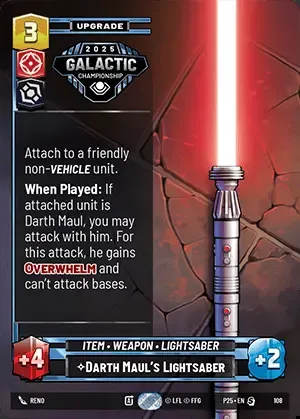 3
UPGRADE
2025
GALACTIC
CHAMPIONSHIP
Attach to a friendly
non-VEHICLE unit.
When Played: If
attached unit is
Darth Maul, you may
attack with him. For
this attack, he gains
OVERWHELM and
can't attack bases.
ITEM • WEAPON • LIGHTSABER
+4
✧DARTH MAUL'S LIGHTSABER
+2
RENO
© LFL © FFG
P25 • EN
108